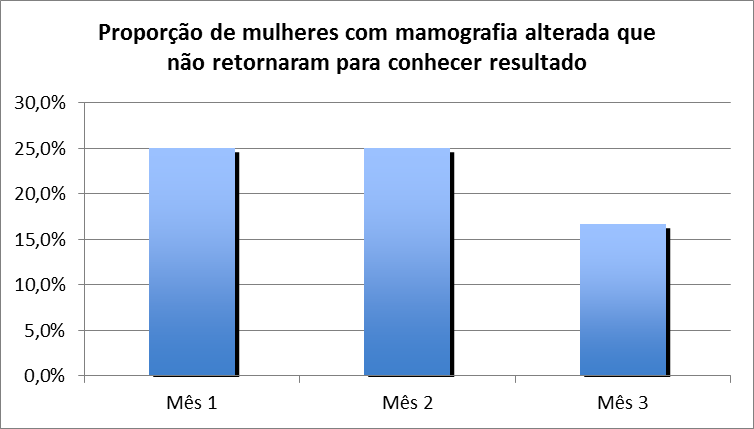 Proporção de mulheres com mamografia alterada que
não retornaram para conhecer resultado
30,0%
25,0%
20,0%
15,0%
10,0%
5,0%
0,0%
Mês 1 Mês 2 Mês 3